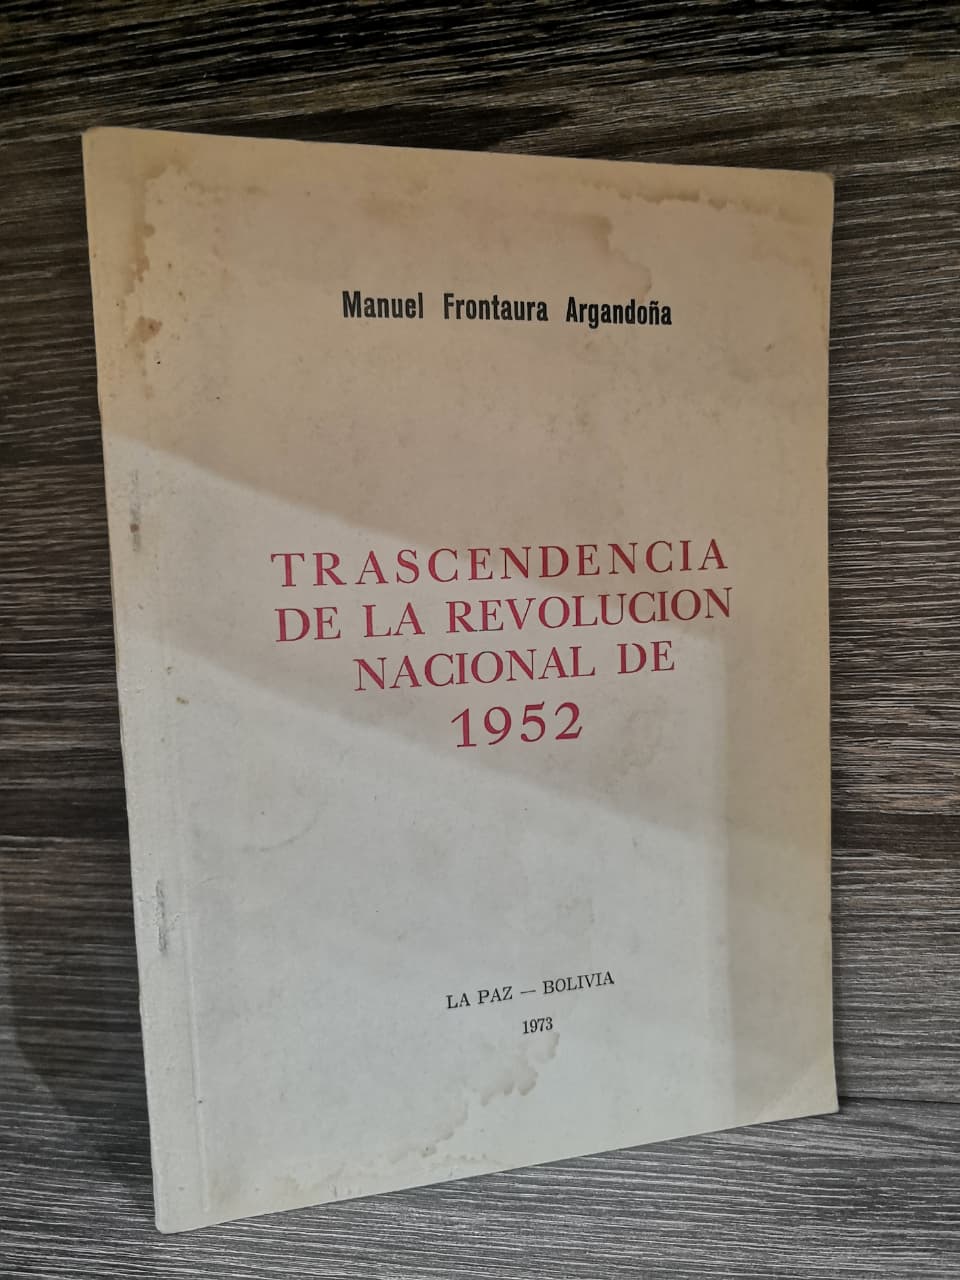 Manuel Frontaura Argandoña
TRASCENDENCIA
DE LA REVOLUCION
NACIONAL DE
1952
LA PAZ — BOLIVIA
1973